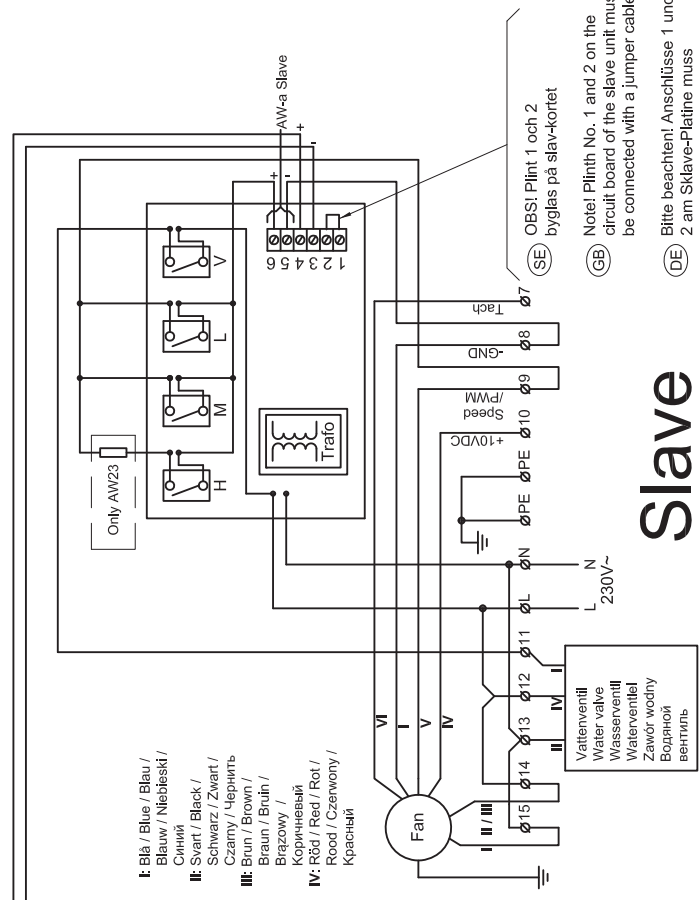 I: Blå / Blue / Blau /
Blauw / Niebieski /
Синий
II: Svart / Black /
Schwarz / Zwart /
Czarny / Чернить
III: Brun / Brown /
Braun / Bruin /
Brązowy /
Коричневый
IV: Röd / Red / Rot /
Rood / Czerwony /
Красный
Only AW23
H
M
L
V
Trafo
6
5
4
3
2
1
+
-
+
-
AW-a Slave
SE
OBS! Plint 1 och 2
byglas på slav-kortet
GB
Note! Plinth No. 1 and 2 on the
circuit board of the slave unit
be connected with a jumper
DE
Bitte beachten! Anschlüsse 1
2 am Sklave-Platine muss
Fan
VI
I
V
IV
I II / III
15
14
13
12
11
L
N
PE
PE
10
9
8
7
+10VDC
Speed
/PWM
-GND
Tach
II
IV
I
L
N
230V~
Vattenventil
Water valve
Wasserventil
Waterventiel
Zawór wodny
Водяной
вентиль
Slave